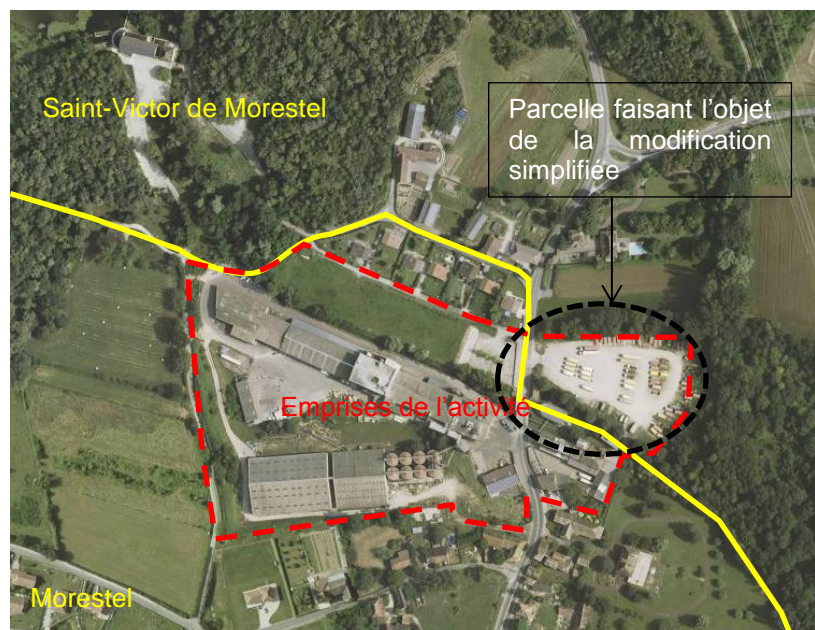 Saint-Victor de Morestel
Parcelle faisant l'objet
de la modification
simplifiée
Emprises de l'activité
Morestel